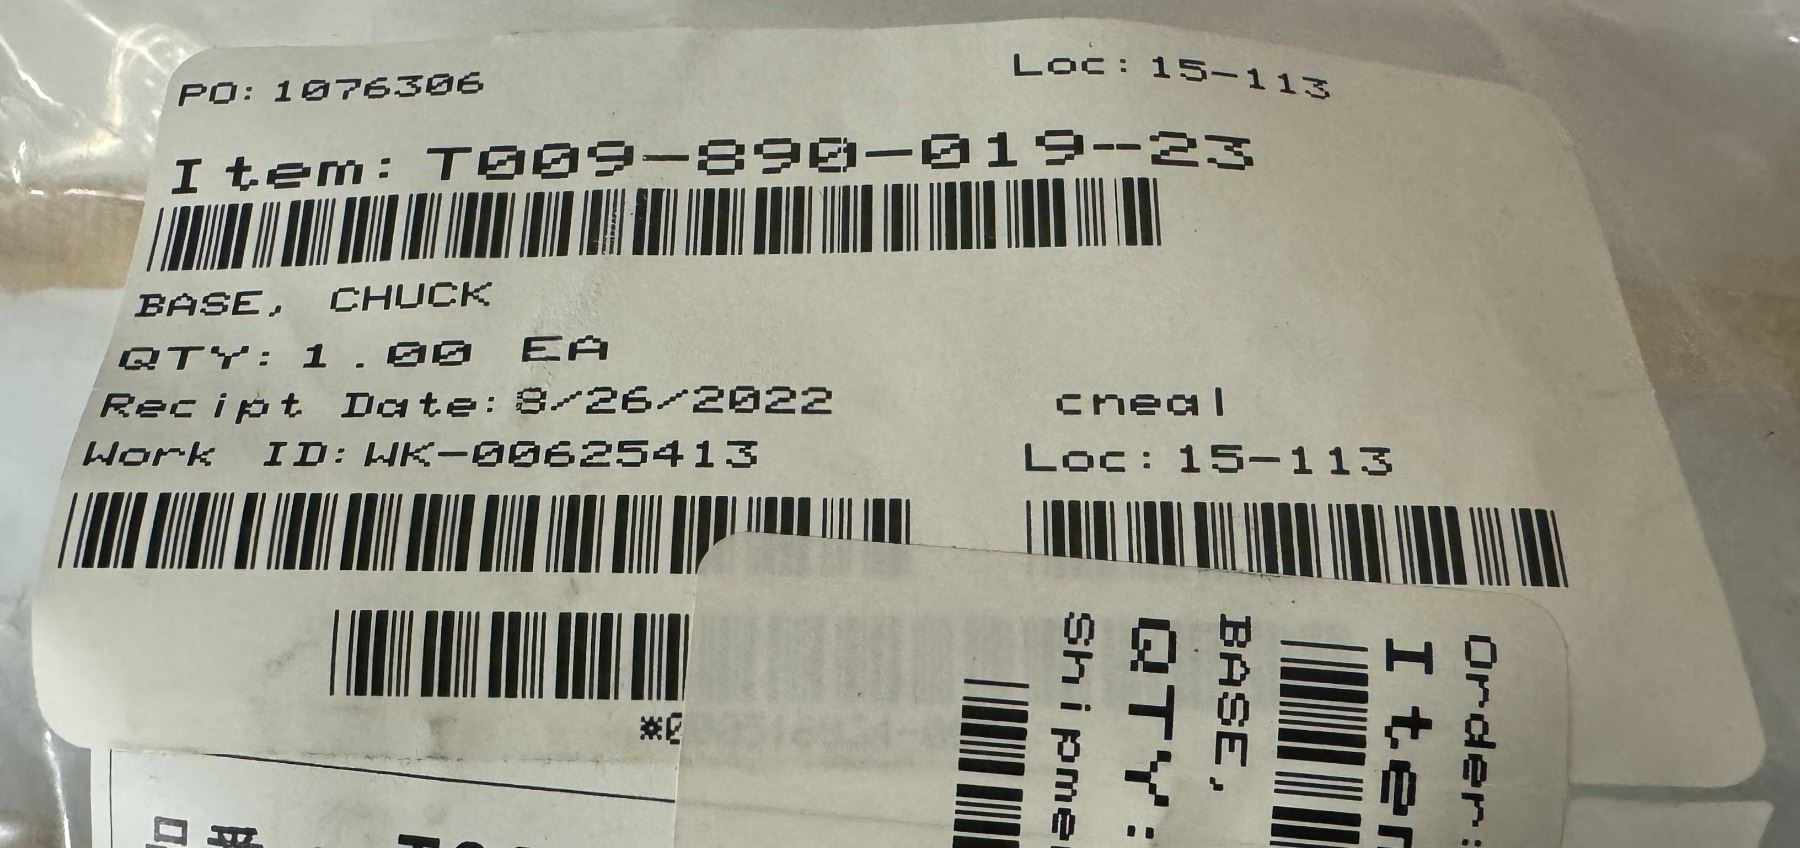 PO: 1076306 Loc: 15-113
Item: T009-890-019-23
BASE, CHUCK
QTY: 1.00 EA
Recipt Date: 8/26/2022 cneal
Work ID: WK-00625413 Loc: 15-113
*0
Order:
Item
BASE,
QTY:
Shipme